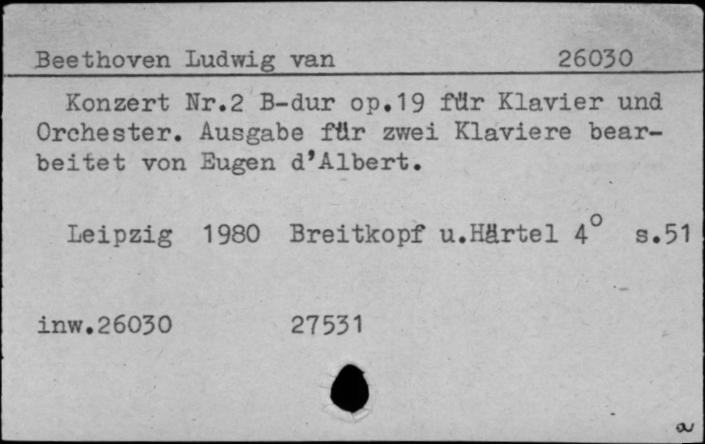 Beethoven Ludwig van 26030
Konzert Nr.2 B-dur op.19 für Klavier und
Orchester. Ausgabe für zwei Klaviere bear-
beitet von Eugen d'Albert.
Leipzig 1980 Breitkopf u.Härtel 4° s.51
inw.26030 27531